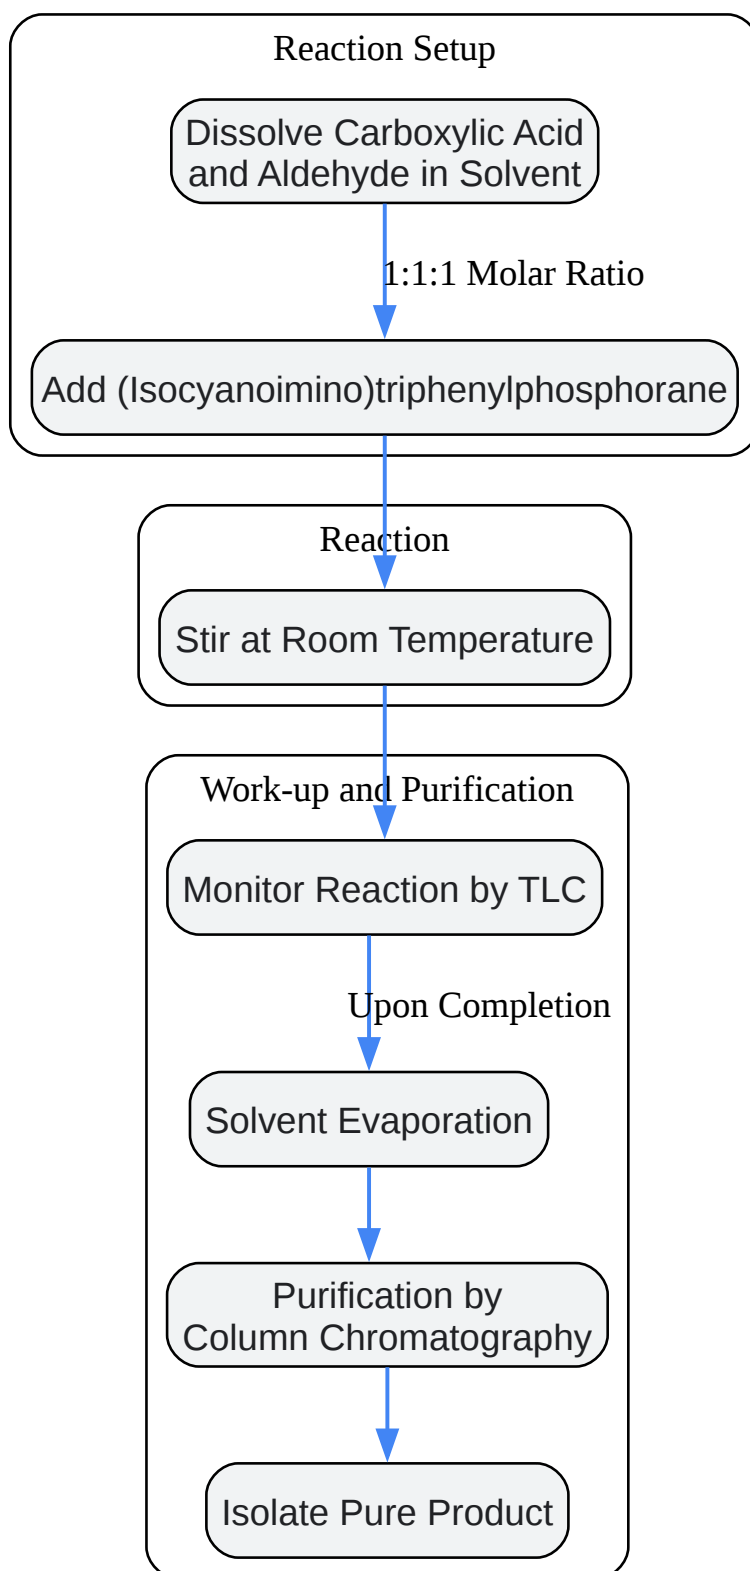 Reaction Setup
Dissolve Carboxylic Acid
and Aldehyde in Solvent
1:1:1 Molar Ratio
Add (Isocyanoimino)triphenylphosphorane
Reaction
Stir at Room Temperature
Work-up and Purification
Monitor Reaction by TLC
Upon Completion
Solvent Evaporation
Purification by
Column Chromatography
Isolate Pure Product